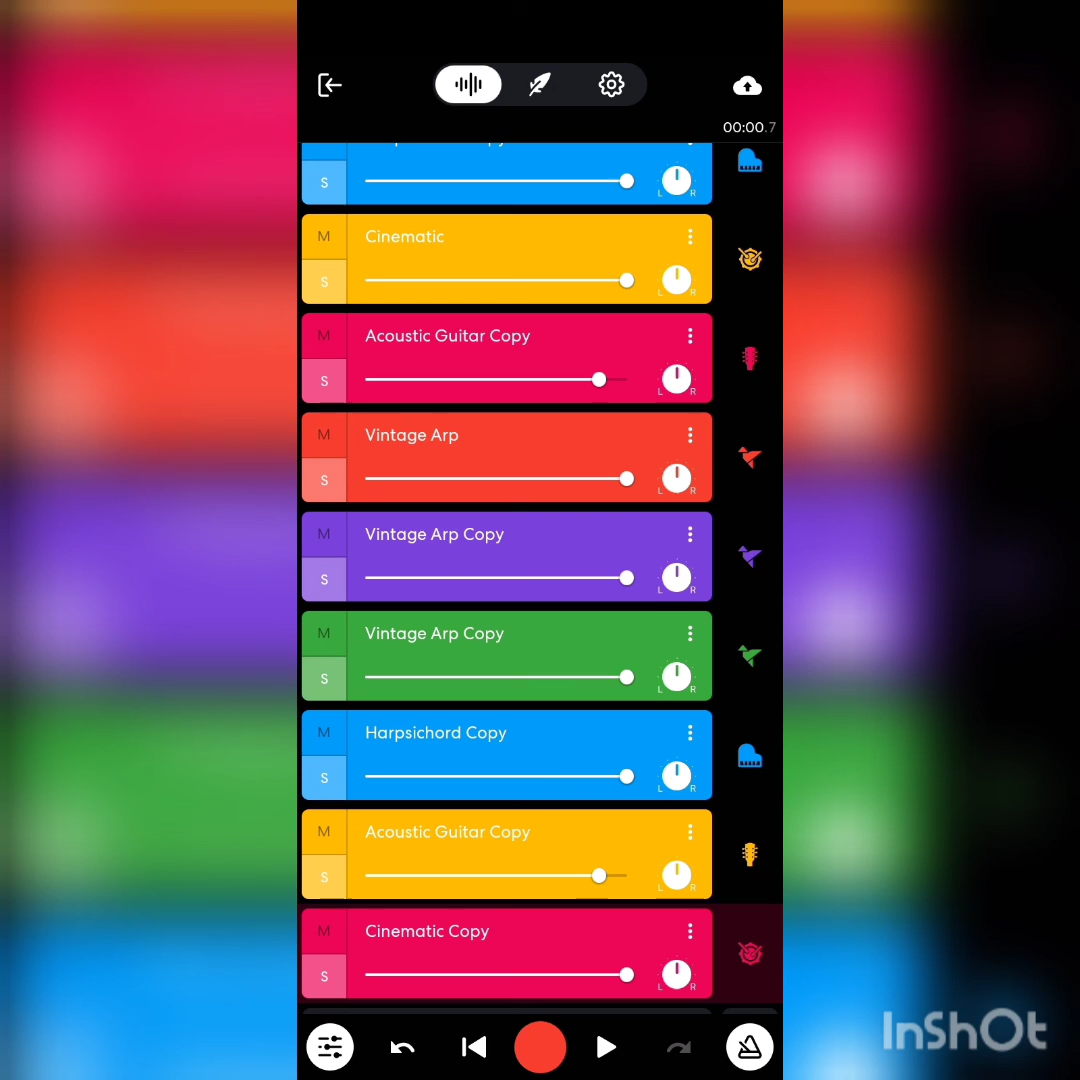 00:00.7
S
L R
M Cinematic
S
L R
M Acoustic Guitar Copy
S
L R
M Vintage Arp
S
L R
M Vintage Arp Copy
S
L R
M Vintage Arp Copy
S
L R
M Harpsichord Copy
S
L R
M Acoustic Guitar Copy
S
L R
M Cinematic Copy
S
L R
InShOt